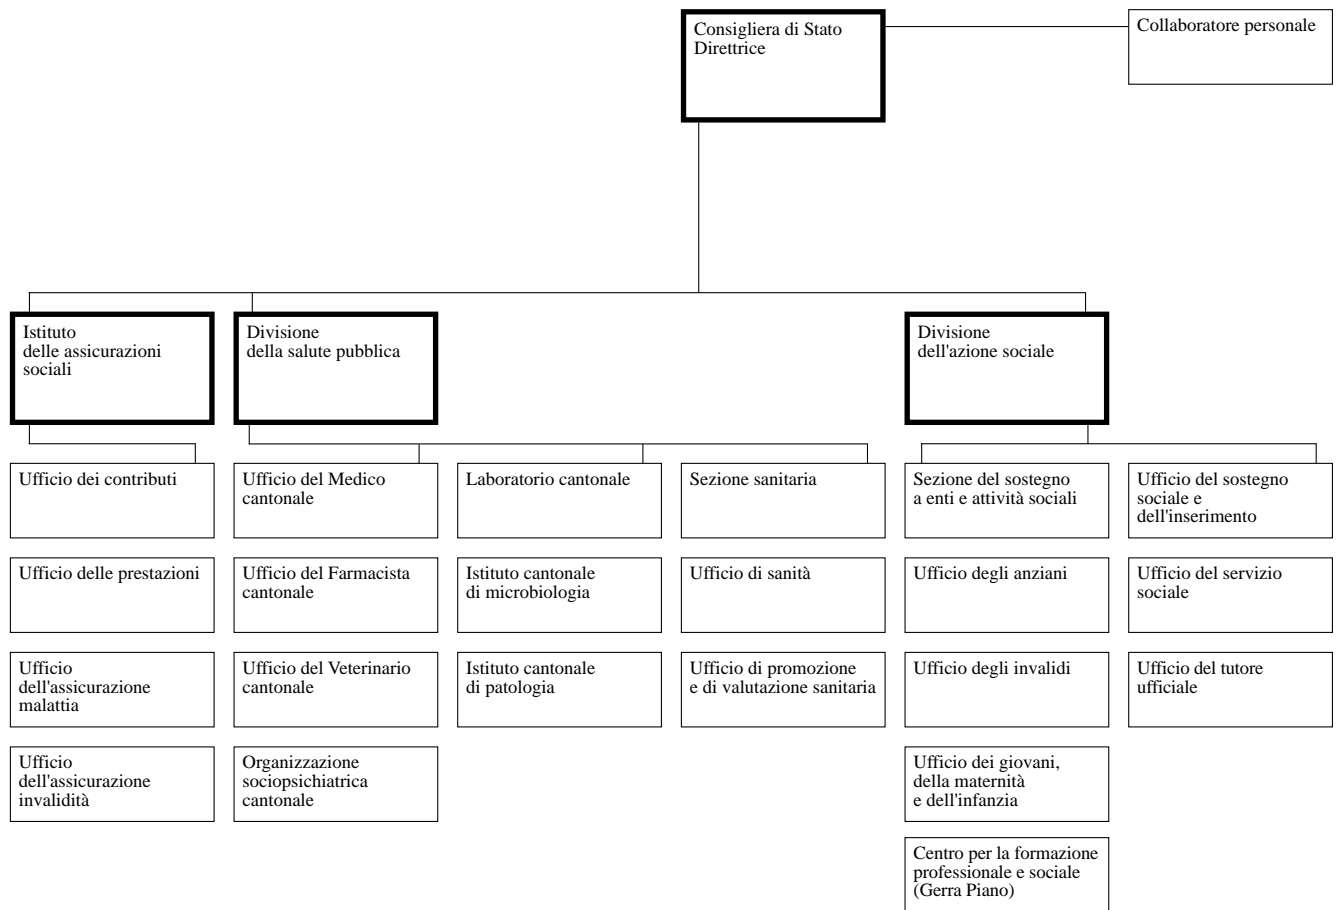 Consigliera di Stato
Direttrice
Collaboratore personale
Istituto
delle assicurazioni
sociali
Divisione
della salute pubblica
Divisione
dell'azione sociale
Ufficio dei contributi
Ufficio del Medico
cantonale
Laboratorio cantonale
Sezione sanitaria
Sezione del sostegno
a enti e attività sociali
Ufficio del sostegno
sociale e
dell'inserimento
Ufficio delle prestazioni
Ufficio del Farmacista
cantonale
Istituto cantonale
di microbiologia
Ufficio di sanità
Ufficio degli anziani
Ufficio del servizio
sociale
Ufficio
dell'assicurazione
malattia
Ufficio del Veterinario
cantonale
Istituto cantonale
di patologia
Ufficio di promozione
e di valutazione sanitaria
Ufficio degli invalidi
Ufficio del tutore
ufficiale
Ufficio
dell'assicurazione
invalidità
Organizzazione
sociopsichiatrica
cantonale
Ufficio dei giovani,
della maternità
e dell'infanzia
Centro per la formazione
professionale e sociale
(Gerra Piano)